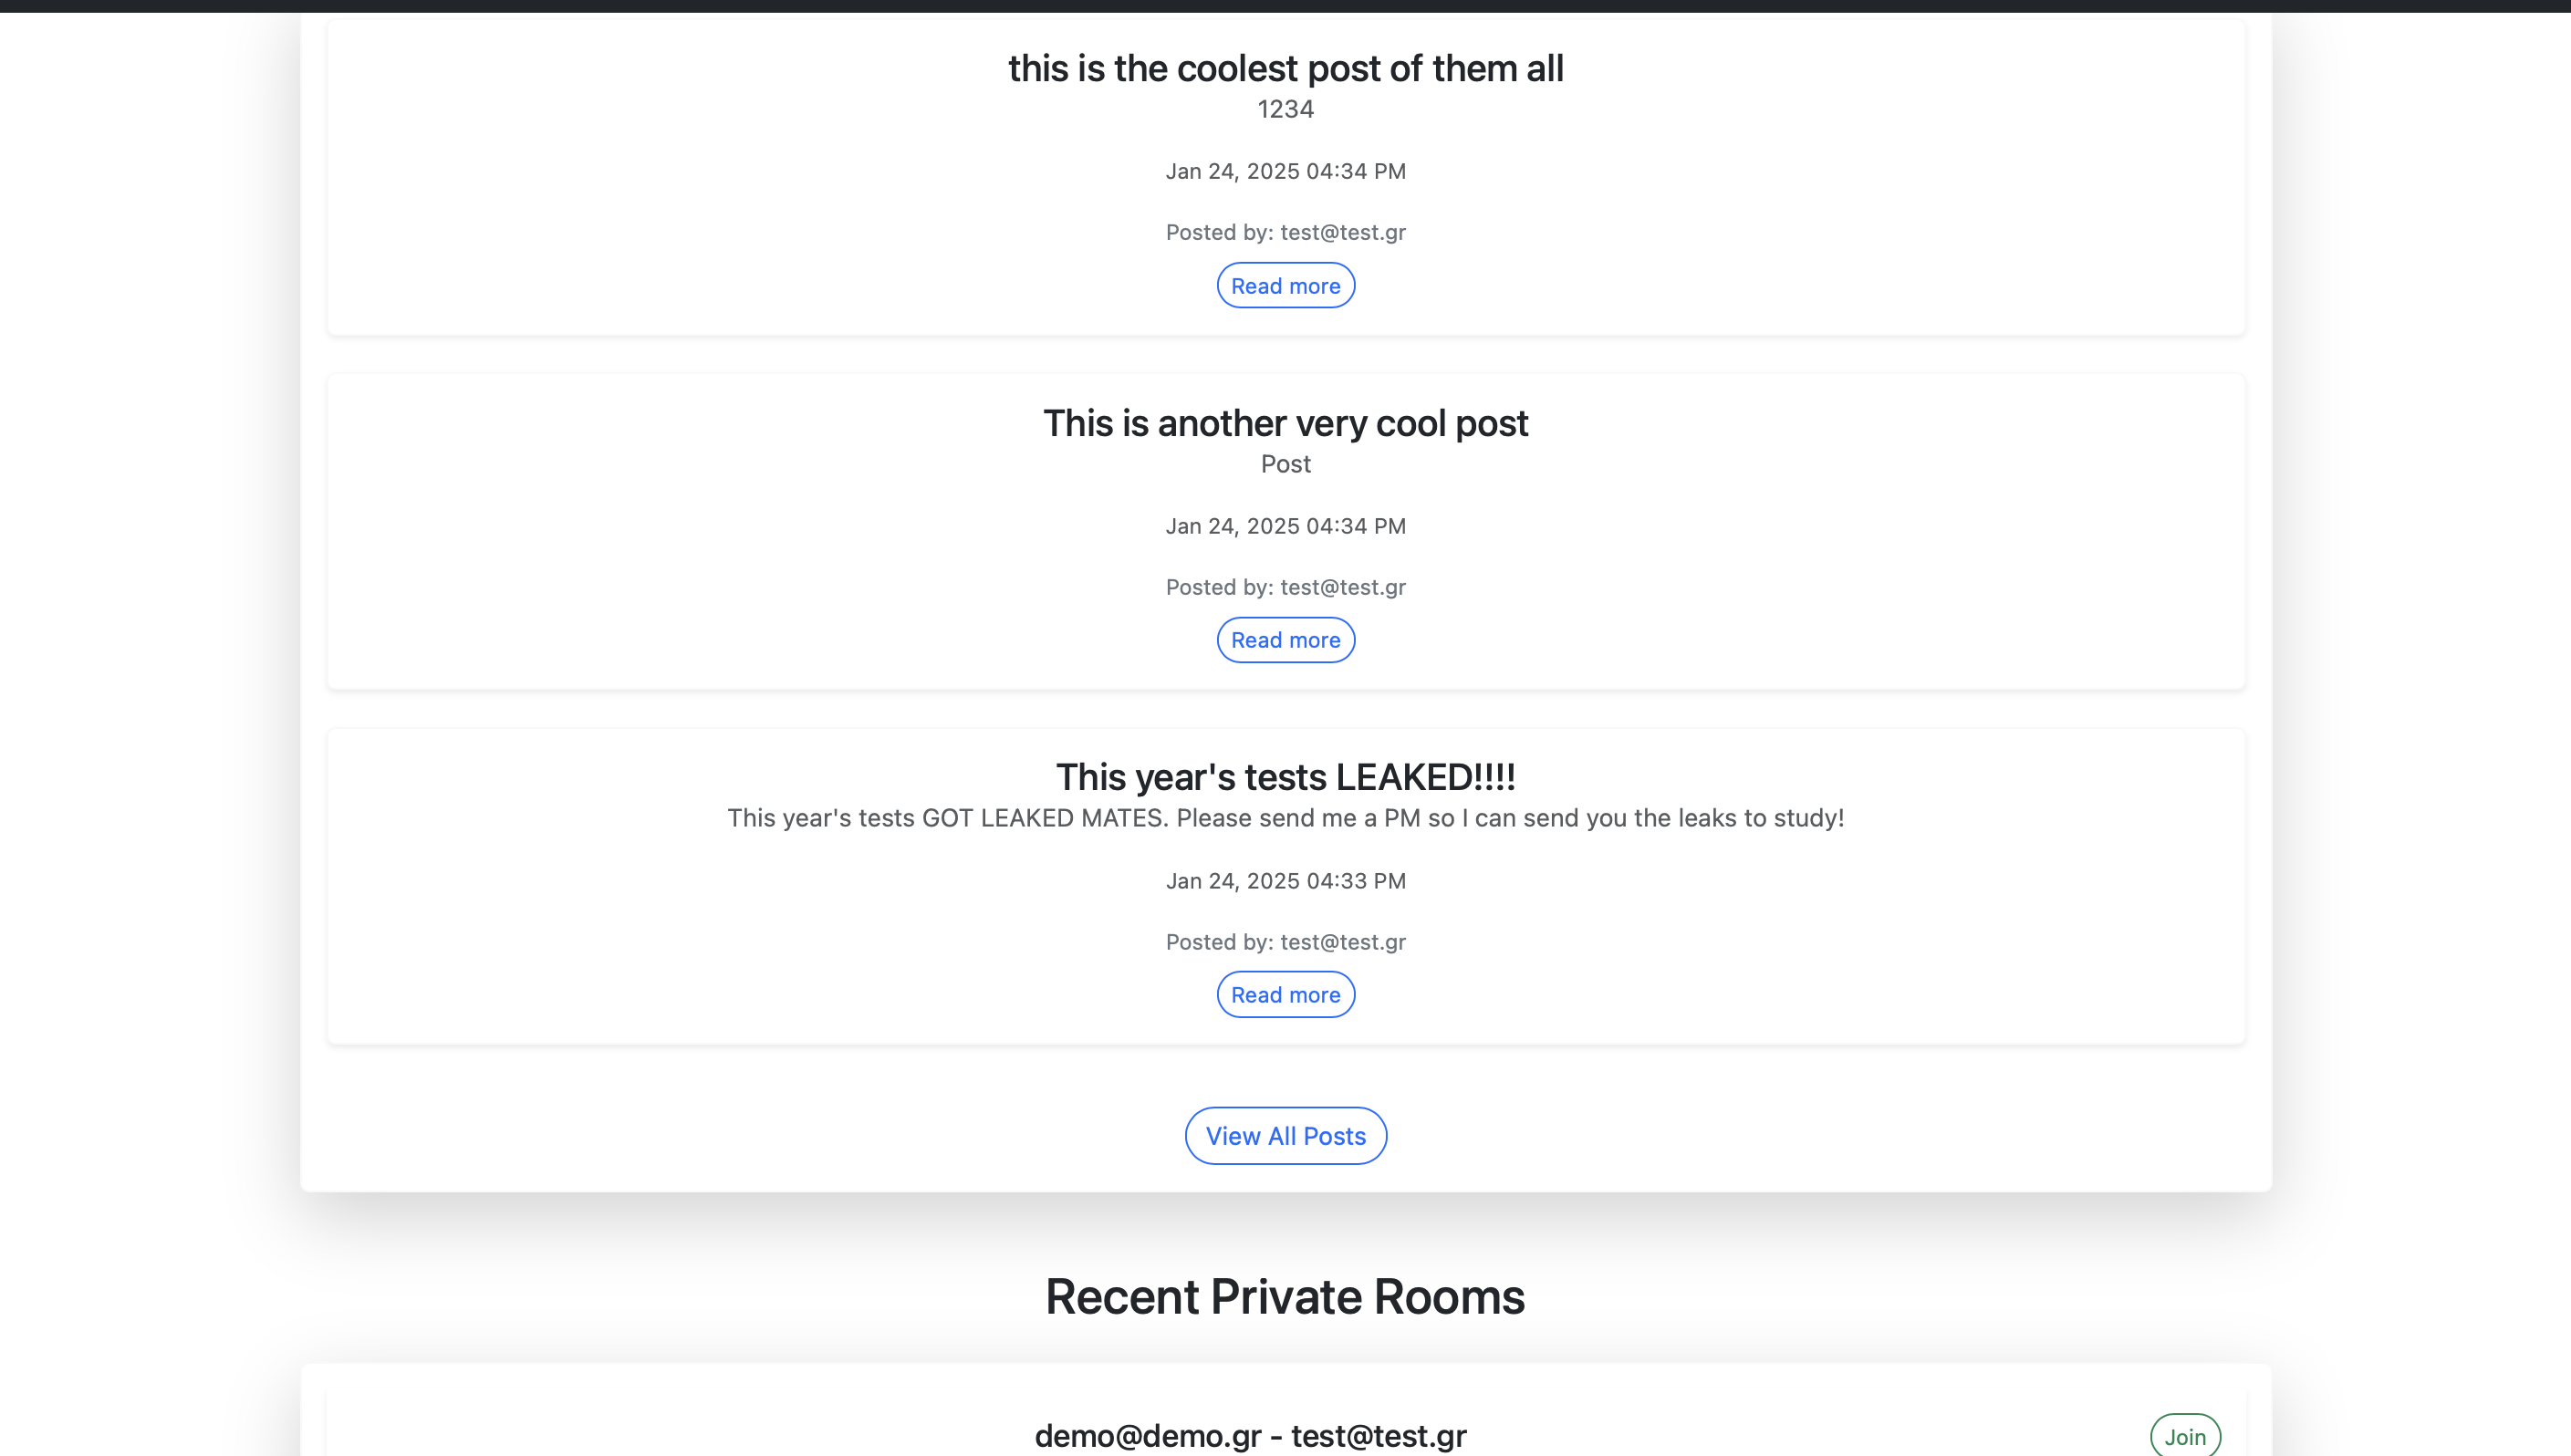 this is the coolest post of them all
1234
Jan 24, 2025 04:34 PM
Posted by: test@test.gr
Read more
This is another very cool post
Post
Jan 24, 2025 04:34 PM
Posted by: test@test.gr
Read more
This year's tests LEAKED!!!!
This year's tests GOT LEAKED MATES. Please send me a PM so I can send you the leaks to study!
Jan 24, 2025 04:33 PM
Posted by: test@test.gr
Read more
View All Posts
Recent Private Rooms
demo@demo.gr - test@test.gr
Join